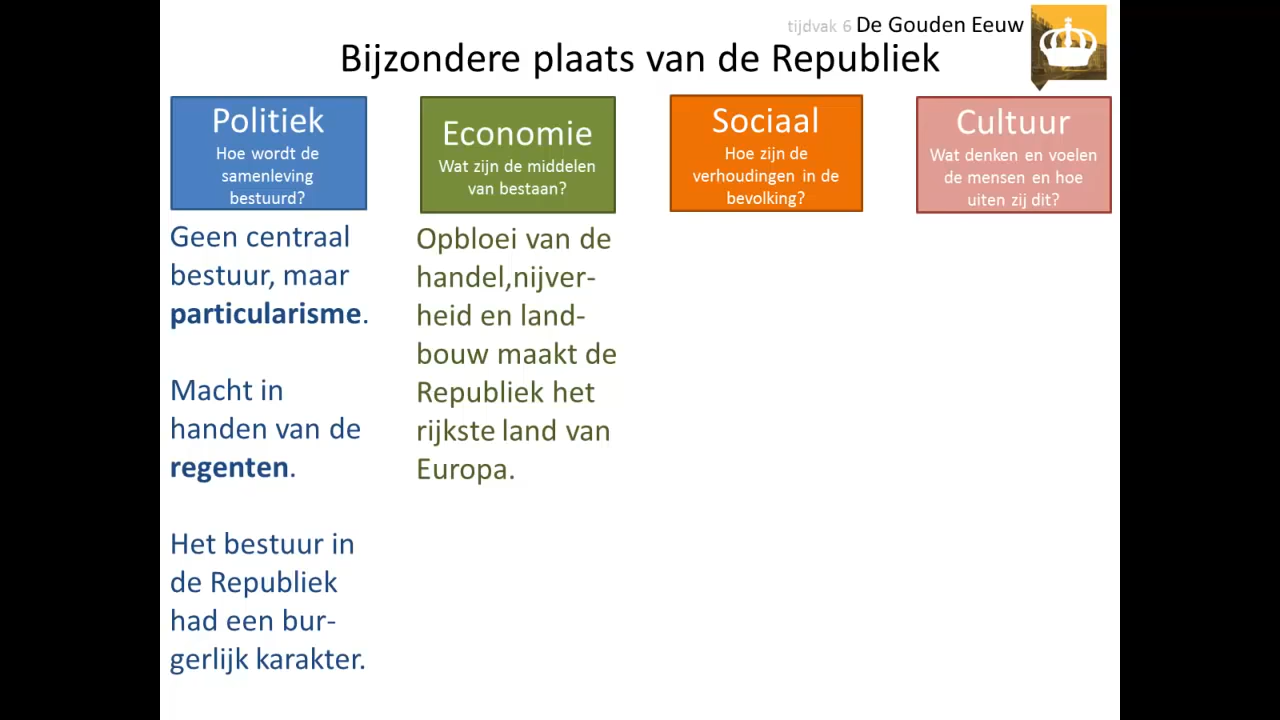 tijdvak 6 De Gouden Eeuw
Bijzondere plaats van de Republiek
Politiek
Hoe wordt de
samenleving
bestuurd?
Economie
Wat zijn de middelen
van bestaan?
Sociaal
Hoe zijn de
verhoudingen in de
bevolking?
Cultuur
Wat denken en voelen
de mensen en hoe
uiten zij dit?
Geen centraal
bestuur, maar
particularisme.
Macht in
handen van de
regenten.
Het bestuur in
de Republiek
had een bur-
gerlijk karakter.
Opbloei van de
handel,nijver-
heid en land-
bouw maakt de
Republiek het
rijkste land van
Europa.